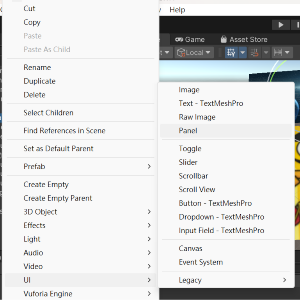 Cut
Copy
Paste
Paste As Child
Rename
Duplicate
Delete
Select Children
Find References in Scene
Set as Default Parent
Prefab
Create Empty
Create Empty Parent
3D Object
Effects
Light
Audio
Video
UI
Vuforia Engine
Help
Game
Asset Store
Local
Image
Text - TextMeshPro
Raw Image
Panel
Toggle
Slider
Scrollbar
Scroll View
Button - TextMeshPro
Dropdown - TextMeshPro
Input Field - TextMeshPro
Canvas
Event System
Legacy